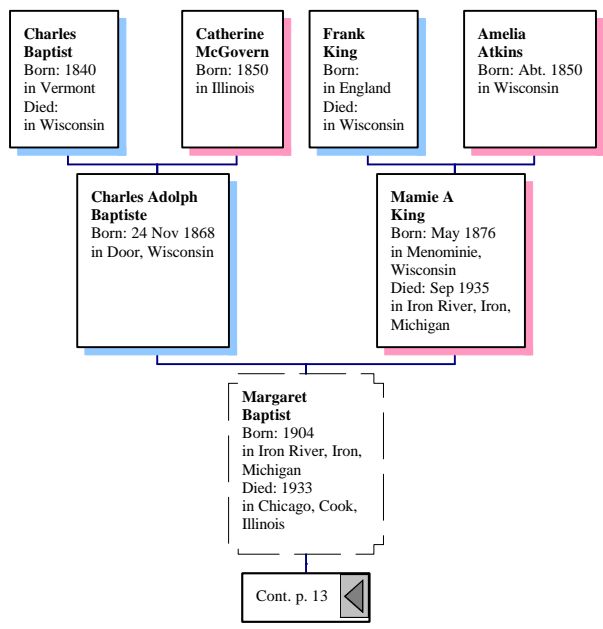 Charles
Baptist
Born: 1840
in Vermont
Died:
in Wisconsin
Catherine
McGovern
Born: 1850
in Illinois
Frank
King
Born:
in England
Died:
in Wisconsin
Amelia
Atkins
Born: Abt. 1850
in Wisconsin
Charles Adolph
Baptiste
Born: 24 Nov 1868
in Door, Wisconsin
Mamie A
King
Born: May 1876
in Menominie,
Wisconsin
Died: Sep 1935
in Iron River, Iron,
Michigan
Margaret
Baptist
Born: 1904
in Iron River, Iron,
Michigan
Died: 1933
in Chicago, Cook,
Illinois
Cont. p. 13